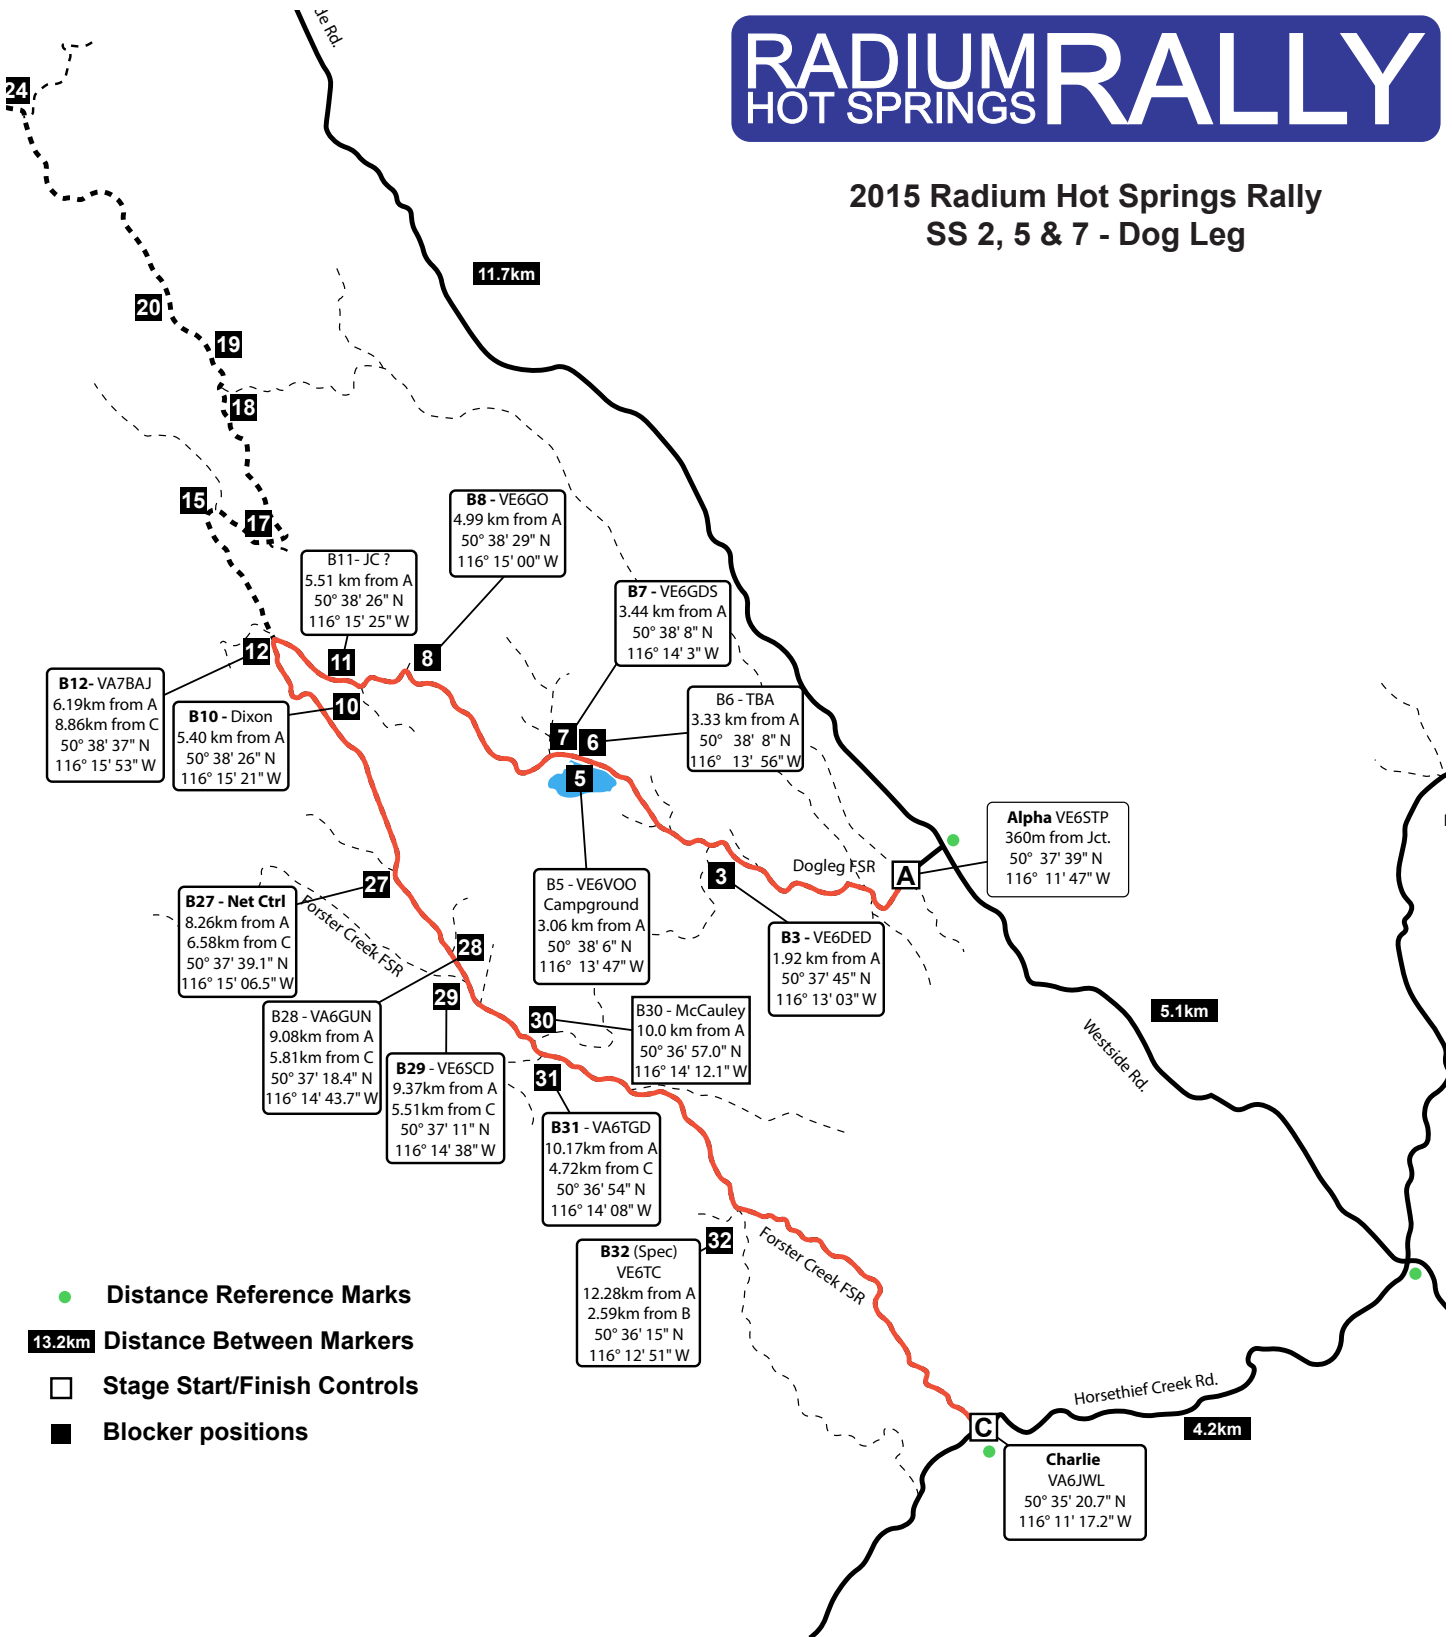 RADIUM
HOT SPRINGS
RALLY
2015 Radium Hot Springs Rally
SS 2, 5 & 7 - Dog Leg
de Rd.
24
11.7km
20
19
18
15
17
B8 - VE6GO
4.99 km from A
50° 38' 29" N
116° 15' 00" W
B11- JC ?
5.51 km from A
50° 38' 26" N
116° 15' 25" W
B7 - VE6GDS
3.44 km from A
50° 38' 8" N
116° 14' 3" W
12
11
8
B12- VA7BAJ
6.19km from A
8.86km from C
50° 38' 37" N
116° 15' 53" W
B10 - Dixon
5.40 km from A
50° 38' 26" N
116° 15' 21" W
10
7
6
5
B6 - TBA
3.33 km from A
50° 38' 8" N
116° 13' 56" W
Alpha VE6STP
360m from Jct.
50° 37' 39" N
116° 11' 47" W
Dogleg FSR
A
3
B5 - VE6VOO
Campground
3.06 km from A
50° 38' 6" N
116° 13' 47" W
B3 - VE6DED
1.92 km from A
50° 37' 45" N
116° 13' 03" W
27
B27 - Net Ctrl
8.26km from A
6.58km from C
50° 37' 39.1" N
116° 15' 06.5" W
Forster Creek FSR
28
29
B28 - VA6GUN
9.08km from A
5.81km from C
50° 37' 18.4" N
116° 14' 43.7" W
30
B30 - McCauley
10.0 km from A
50° 36' 57.0" N
116° 14' 12.1" W
5.1km
Westside Rd.
B29 - VE6SCD
9.37km from A
5.51km from C
50° 37' 11" N
116° 14' 38" W
31
B31 - VA6TGD
10.17km from A
4.72km from C
50° 36' 54" N
116° 14' 08" W
32
B32 (Spec)
VE6TC
12.28km from A
2.59km from B
50° 36' 15" N
116° 12' 51" W
Forster Creek FSR
Distance Reference Marks
13.2km Distance Between Markers
Stage Start/Finish Controls
Blocker positions
Horsethief Creek Rd.
4.2km
C
Charlie
VA6JWL
50° 35' 20.7" N
116° 11' 17.2" W